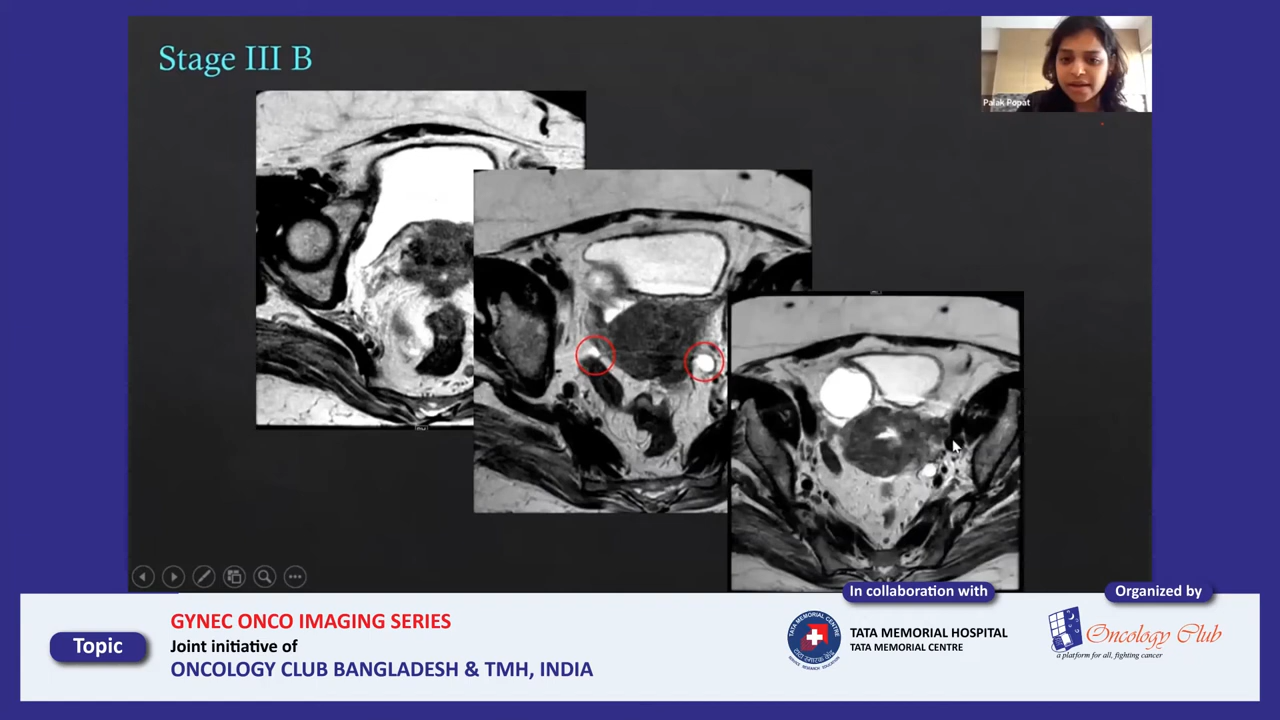 Stage III B
Palak Popat
Topic
GYNEC ONCO IMAGING SERIES
Joint initiative of
ONCOLOGY CLUB BANGLADESH & TMH, INDIA
In collaboration with
TATA MEMORIAL HOSPITAL
TATA MEMORIAL CENTRE
Organized by
Oncology Club
a platform for all, fighting cancer